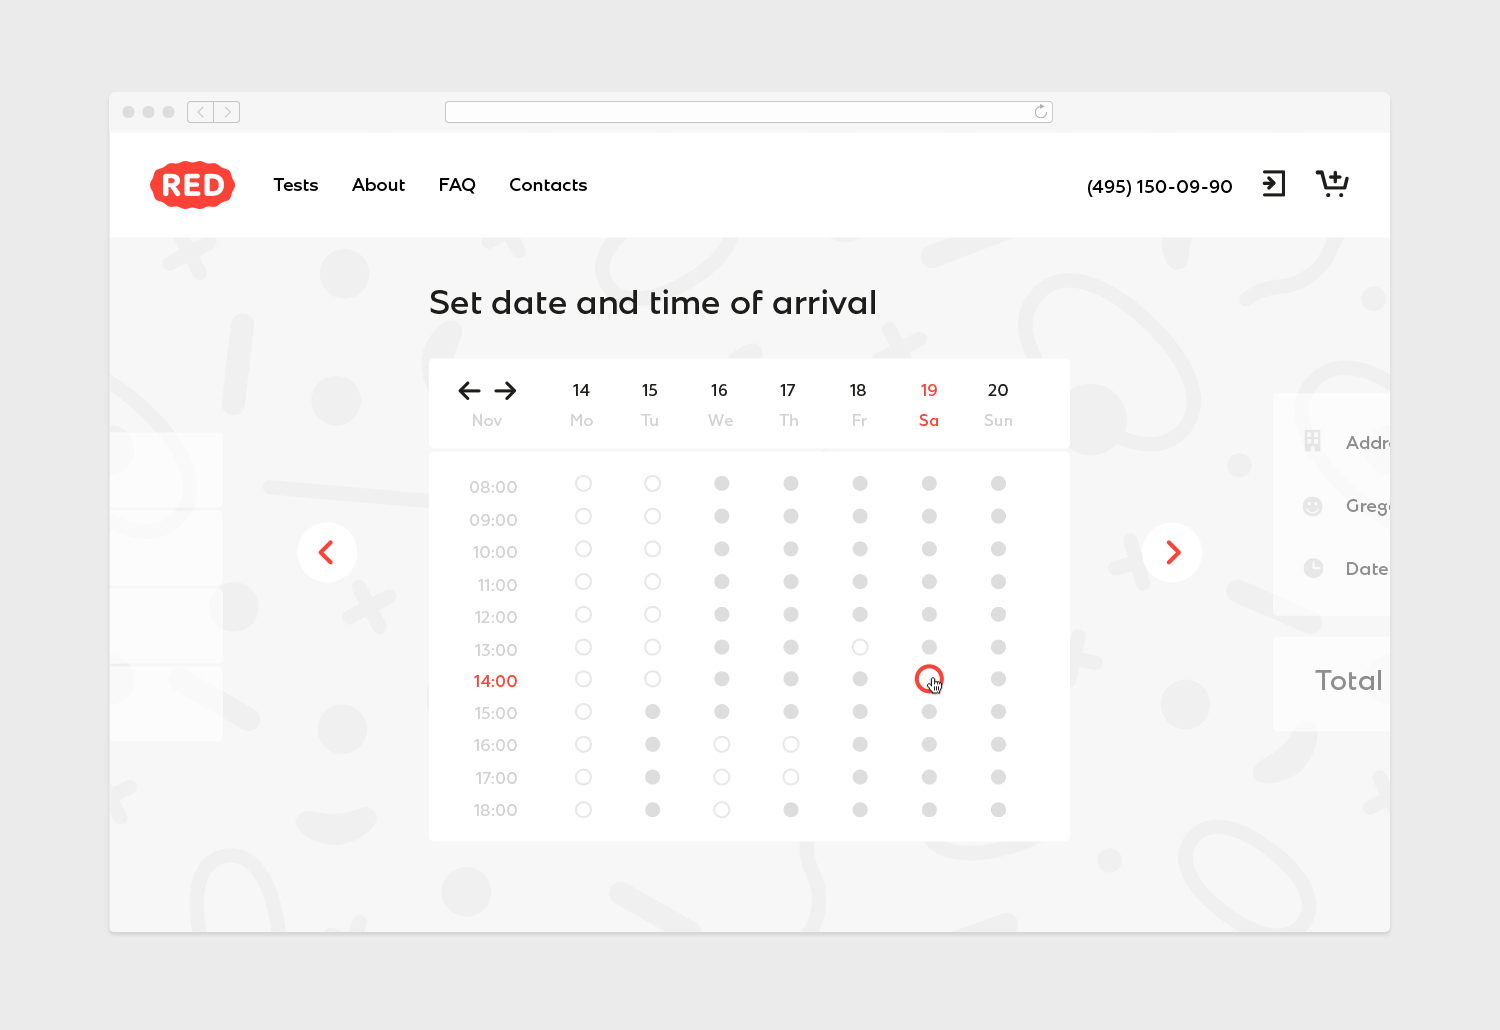 RED
Tests About FAQ Contacts (495) 150-09-90
Set date and time of arrival
14 15 16 17 18 19 20
Nov Mo Tu We Th Fr Sa Sun
08:00
09:00
10:00
11:00
12:00
13:00
14:00
15:00
16:00
17:00
18:00
Addr
Greg
Date
Total